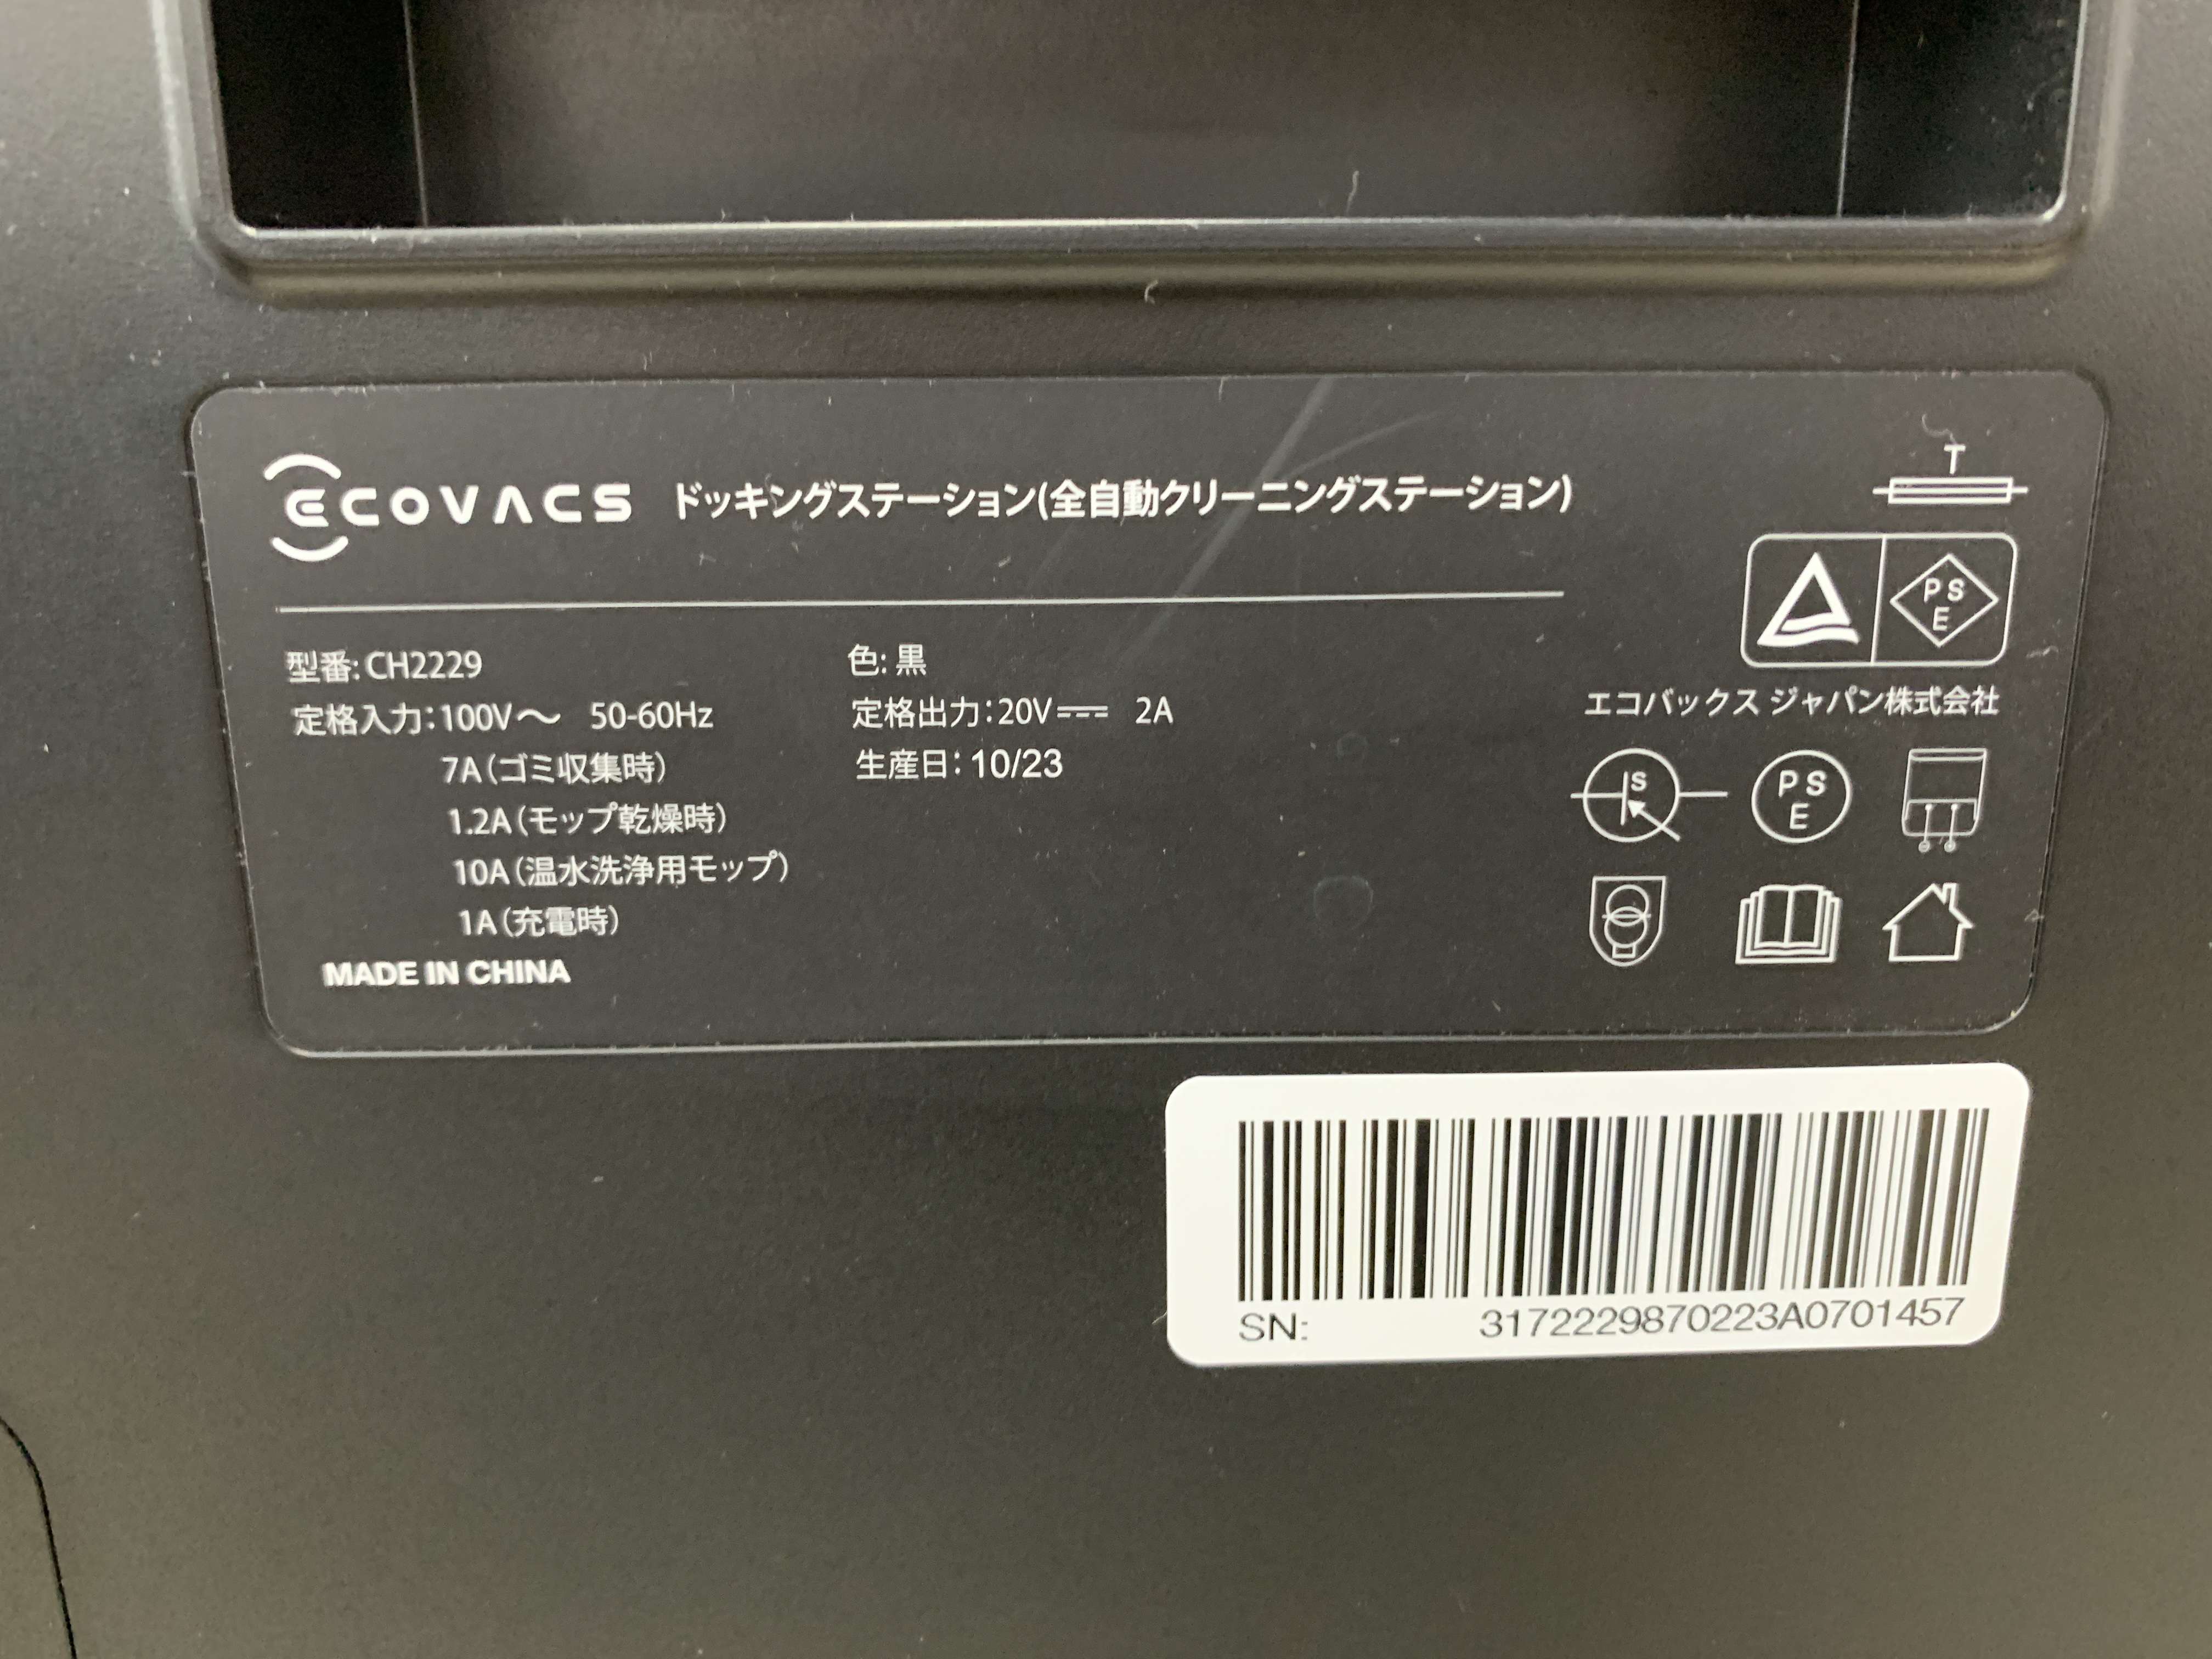 ECOVACS ドッキングステーション(全自動クリーニングステーション)
T
PS
E
型番: CH2229 色: 黒
定格入力:100V～ 50-60Hz 定格出力:20V⎓ 2A
7A(ゴミ収集時) 生産日:10/23
1.2A(モップ乾燥時)
10A(温水洗浄用モップ)
1A(充電時)
MADE IN CHINA
エコバックス ジャパン株式会社
S
PS
E
SN: 3172229870223A0701457